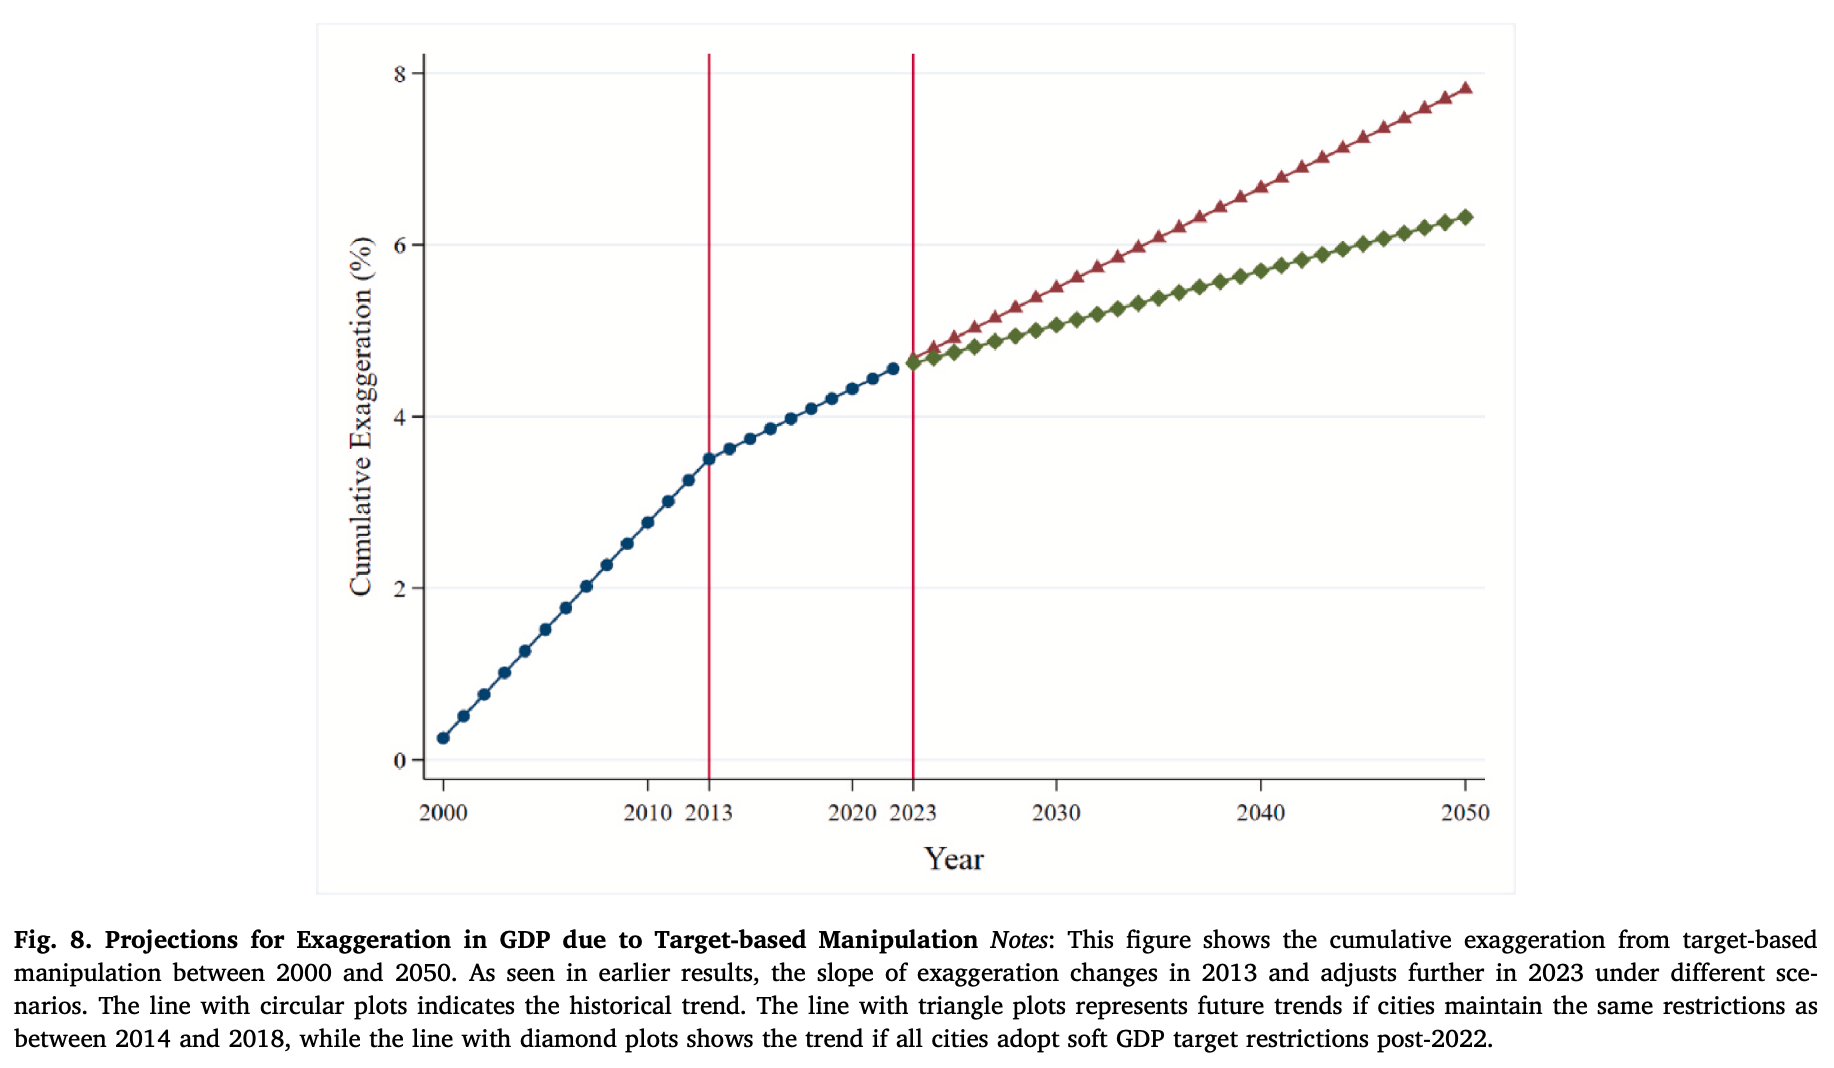 8
6
4
2
0
Cumulative Exaggeration (%)
2000 2010 2013 2020 2023 2030 2040 2050
Year
Fig. 8. Projections for Exaggeration in GDP due to Target-based Manipulation Notes: This figure shows the cumulative exaggeration from target-based
manipulation between 2000 and 2050. As seen in earlier results, the slope of exaggeration changes in 2013 and adjusts further in 2023 under different sce-
narios. The line with circular plots indicates the historical trend. The line with triangle plots represents future trends if cities maintain the same restrictions as
between 2014 and 2018, while the line with diamond plots shows the trend if all cities adopt soft GDP target restrictions post-2022.